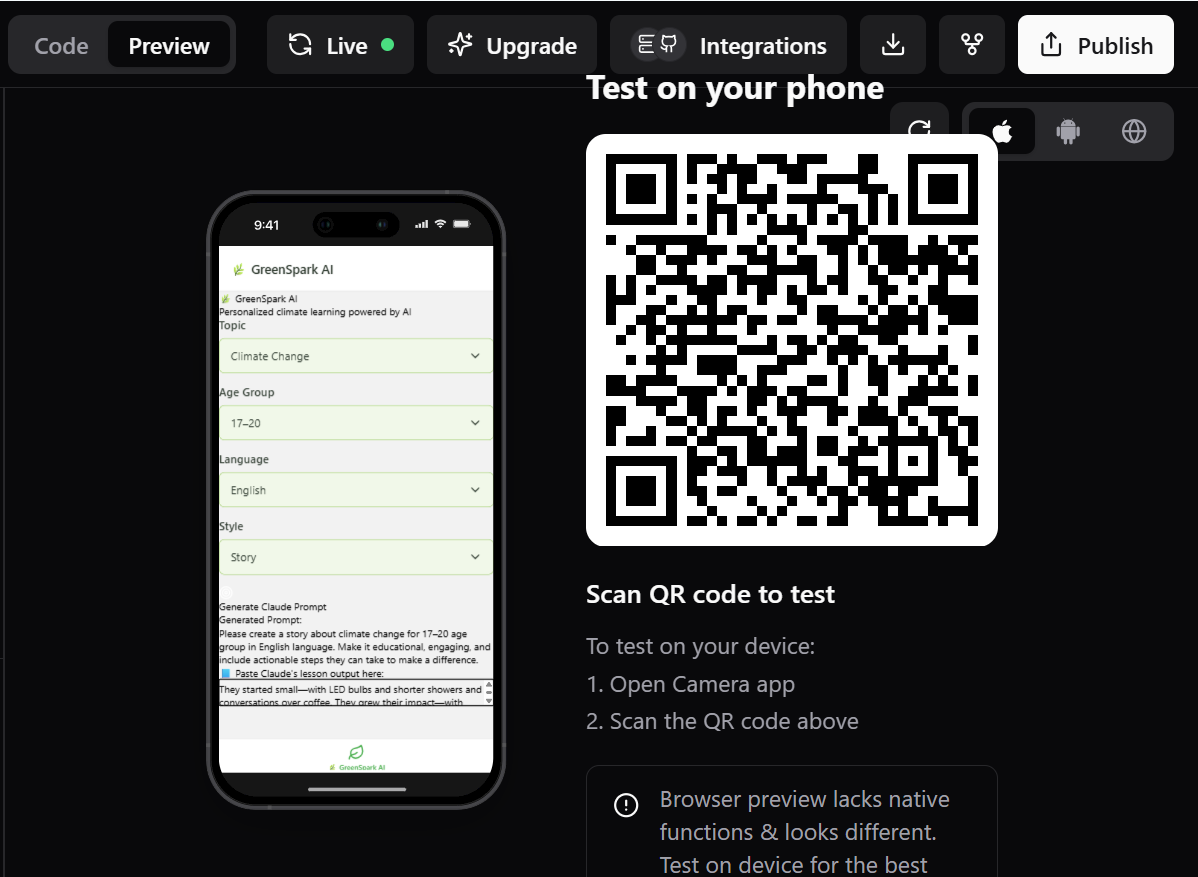 Code
Preview
Live
Upgrade
Integrations
Publish
Test on your phone
9:41
GreenSpark AI
GreenSpark AI
Personalized climate learning powered by AI
Topic
Climate Change
Age Group
17–20
Language
English
Style
Story
Generate Claude Prompt
Generated Prompt:
Please create a story about climate change for 17–20 age
group in English language. Make it educational, engaging, and
include actionable steps they can take to make a difference.
Paste Claude's lesson output here:
They started small—with LED bulbs and shorter showers and
conversations over coffee. They grew their impact—with
GreenSpark AI
Scan QR code to test
To test on your device:
1. Open Camera app
2. Scan the QR code above
Browser preview lacks native
functions & looks different.
Test on device for the best